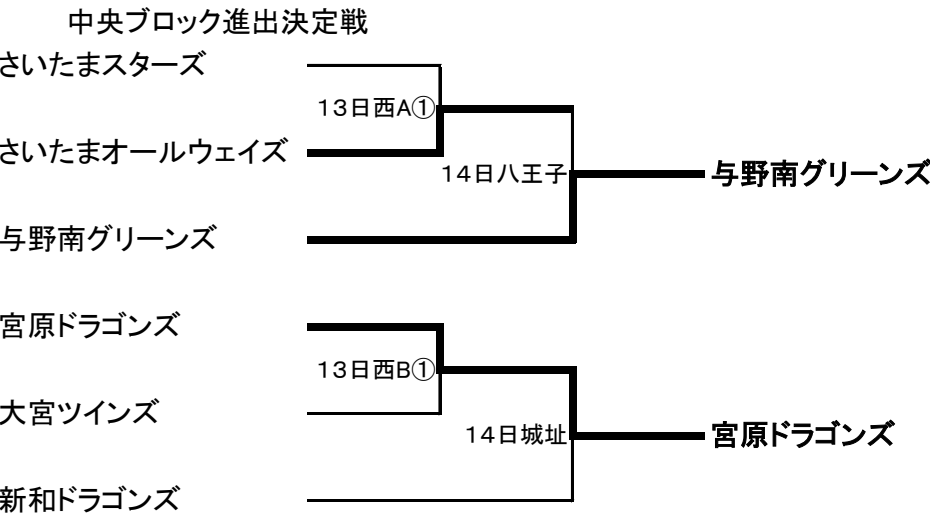 中央ブロック進出決定戦
さいたまスターズ
13日西A①
さいたまオールウェイズ
14日八王子
与野南グリーンズ
与野南グリーンズ
宮原ドラゴンズ
13日西B①
大宮ツインズ
14日城址
宮原ドラゴンズ
新和ドラゴンズ